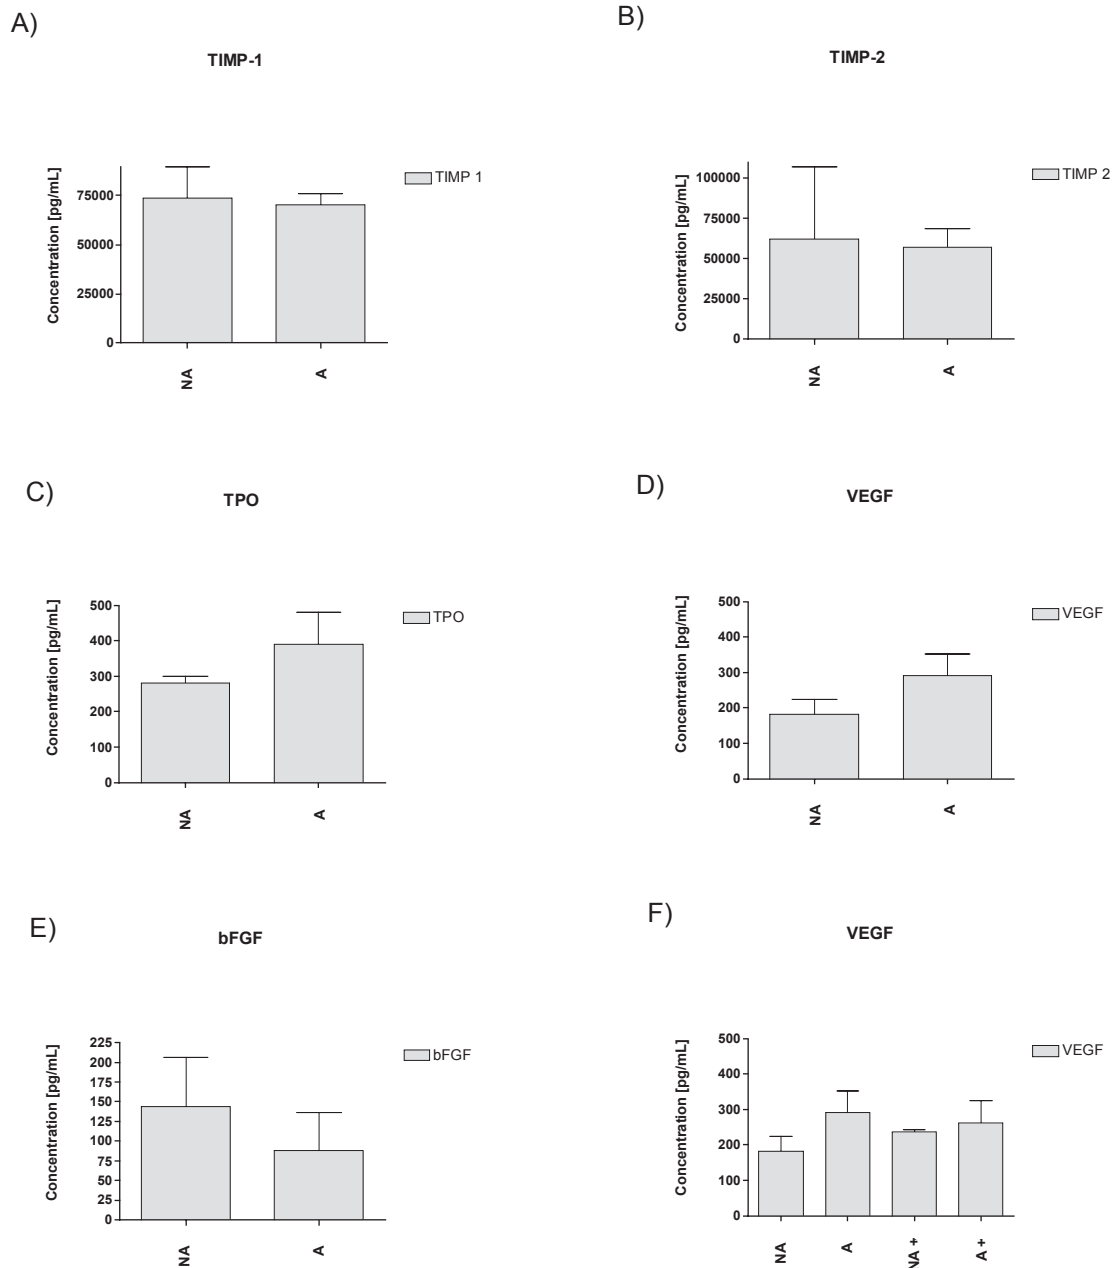 A)
TIMP-1
Concentration [pg/mL]
75000
50000
25000
0
NA
A
TIMP 1
B)
TIMP-2
Concentration [pg/mL]
100000
75000
50000
25000
0
NA
A
TIMP 2
C)
TPO
Concentration [pg/mL]
500
400
300
200
100
0
NA
A
TPO
D)
VEGF
Concentration [pg/mL]
500
400
300
200
100
0
NA
A
VEGF
E)
bFGF
Concentration [pg/mL]
225
200
175
150
125
100
75
50
25
0
NA
A
bFGF
F)
VEGF
Concentration [pg/mL]
500
400
300
200
100
0
NA
A
NA +
A +
VEGF